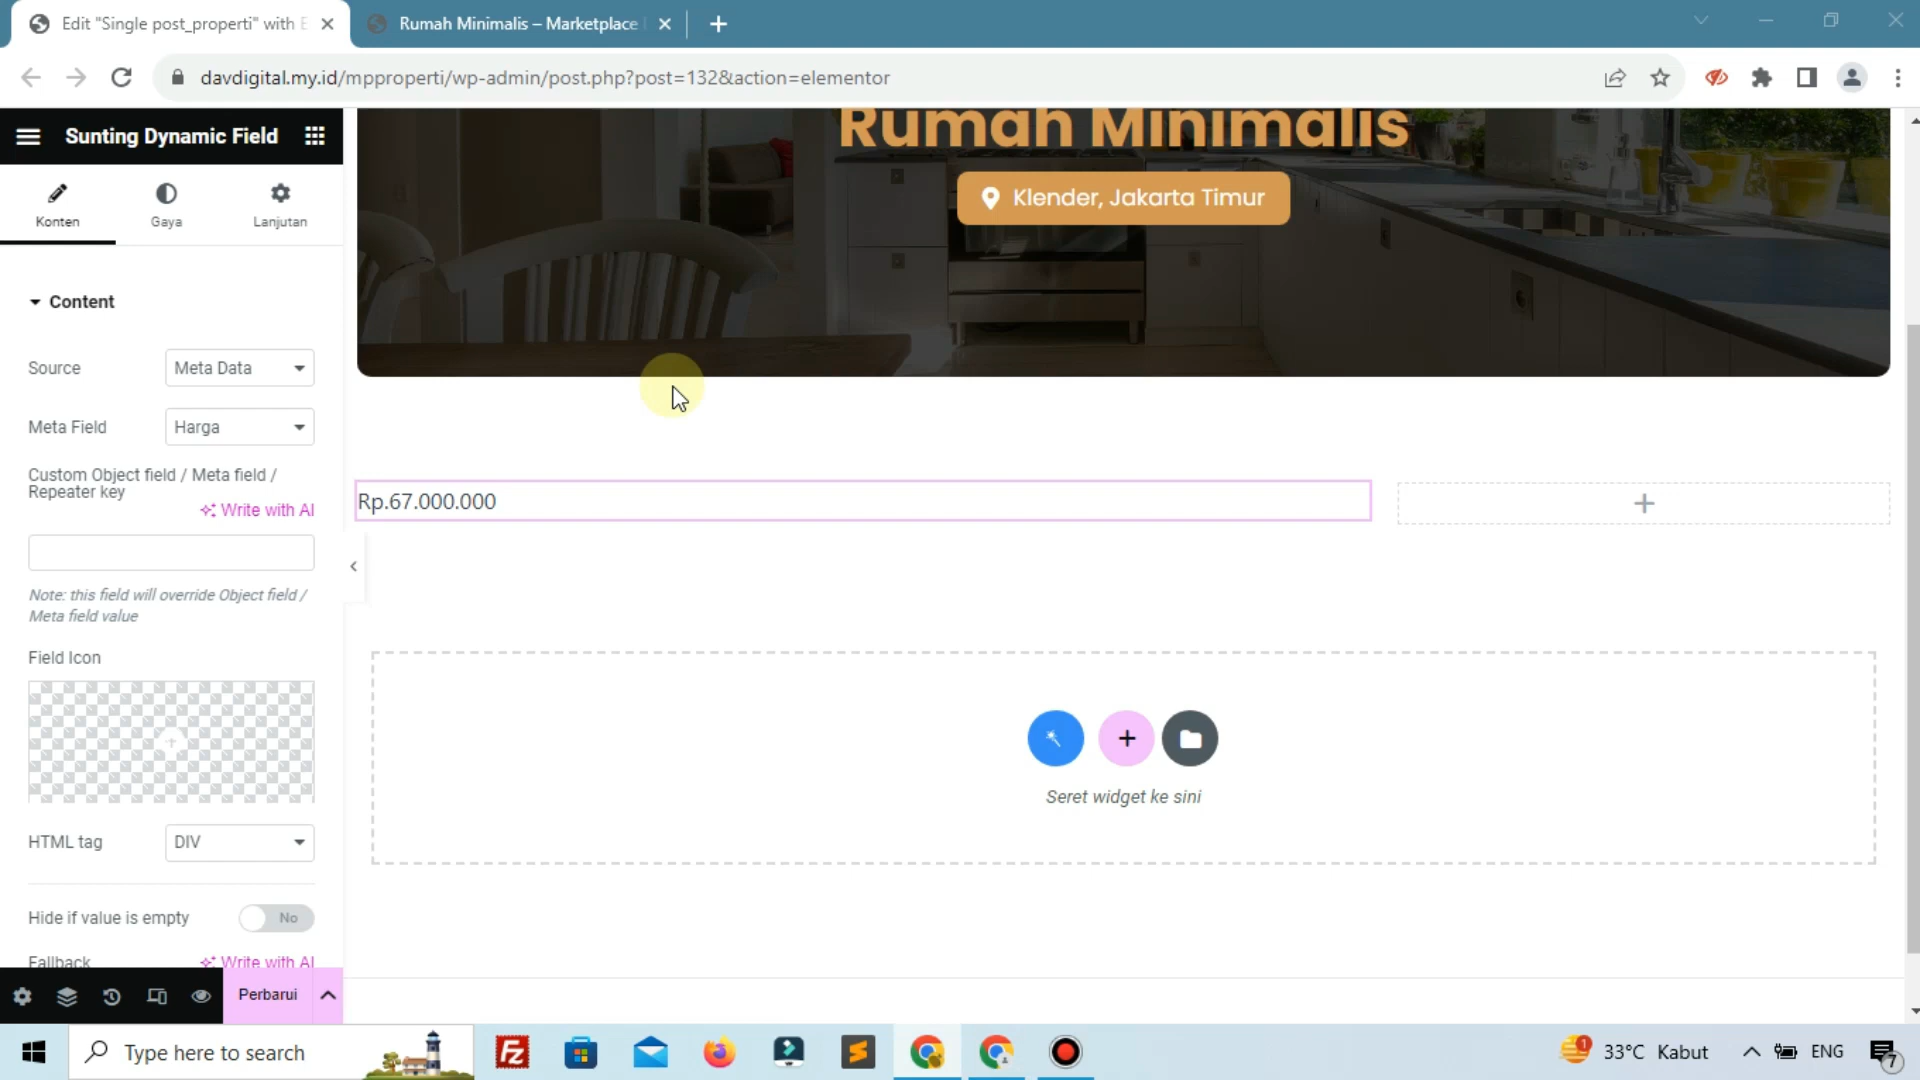 Edit "Single post_properti" with E
Rumah Minimalis – Marketplace
davdigital.my.id/mpproperti/wp-admin/post.php?post=132&action=elementor
Sunting Dynamic Field
Konten
Gaya
Lanjutan
Content
Source
Meta Data
Meta Field
Harga
Custom Object field / Meta field /
Repeater key
Write with AI
Note: this field will override Object field /
Meta field value
Field Icon
HTML tag
DIV
Hide if value is empty
No
Fallback
Write with AI
Perbarui
Rumah Minimalis
Klender, Jakarta Timur
Rp.67.000.000
Seret widget ke sini
Type here to search
Fz
1
33°C Kabut
ENG
7